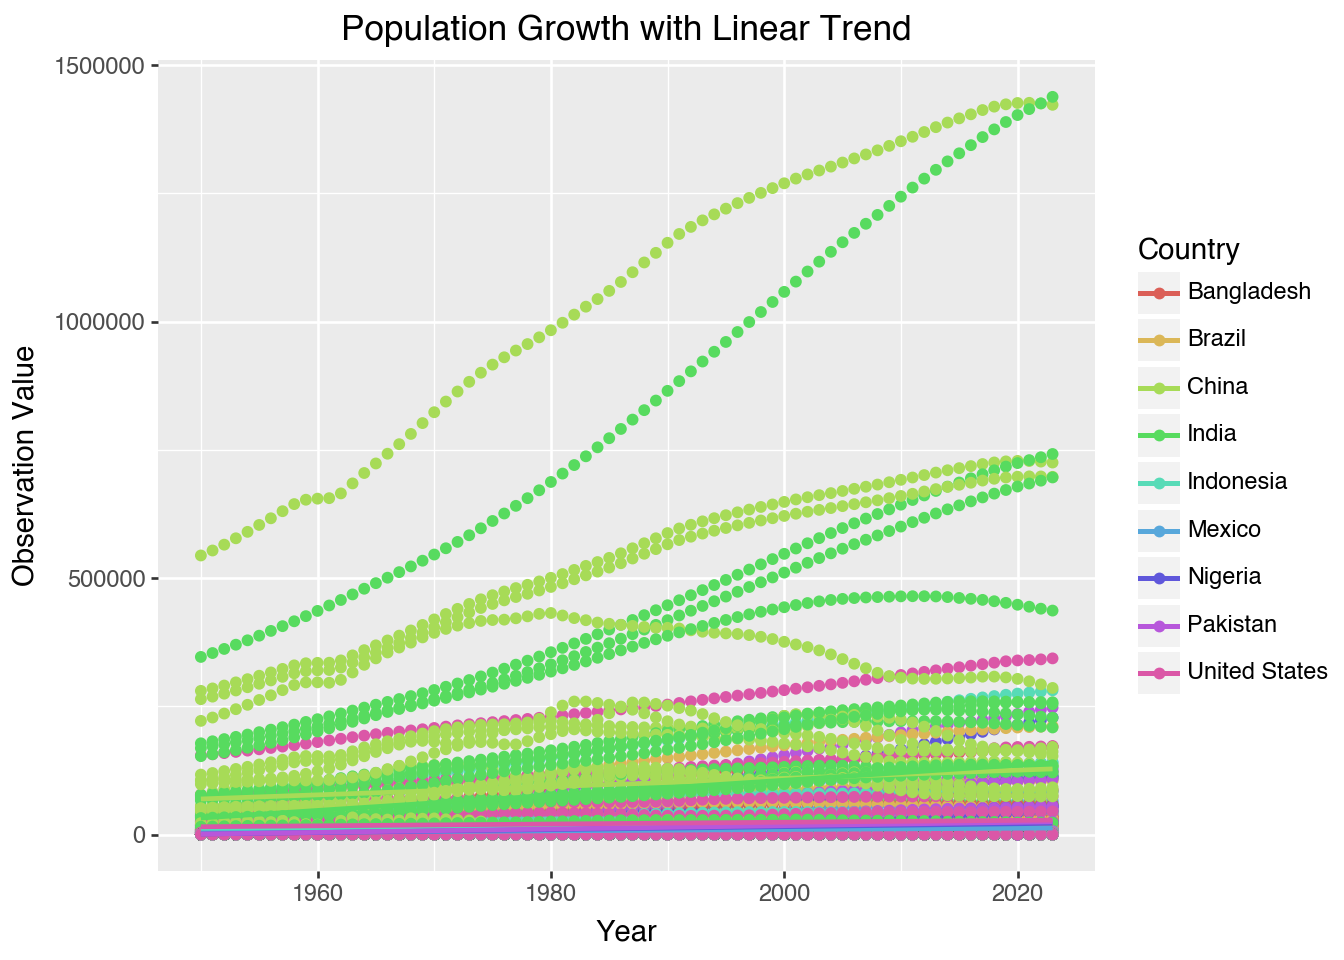 Population Growth with Linear Trend
1500000
1000000
500000
0
Observation Value
1960
1980
2000
2020
Year
Country
Bangladesh
Brazil
China
India
Indonesia
Mexico
Nigeria
Pakistan
United States